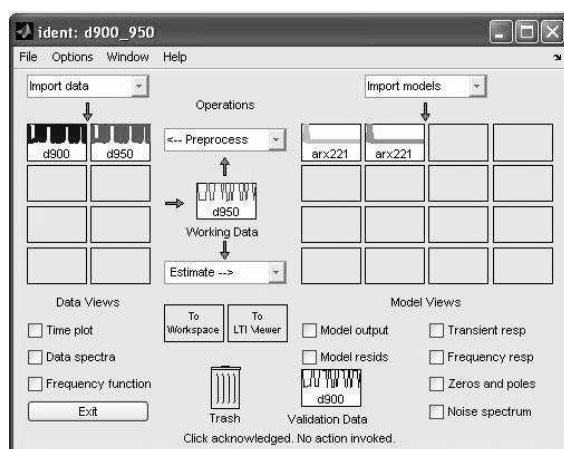 ident: d900_950
File Options Window Help
Import data
Operations
Import models
<-- Preprocess
d900
d950
arx221
arx221
d950
Working Data
Estimate -->
Data Views
Model Views
To Workspace
To LTI Viewer
Time plot
Data spectra
Frequency function
Model output
Transient resp
Model resids
Frequency resp
Zeros and poles
Noise spectrum
d900
Exit
Trash
Validation Data
Click acknowledged. No action invoked.